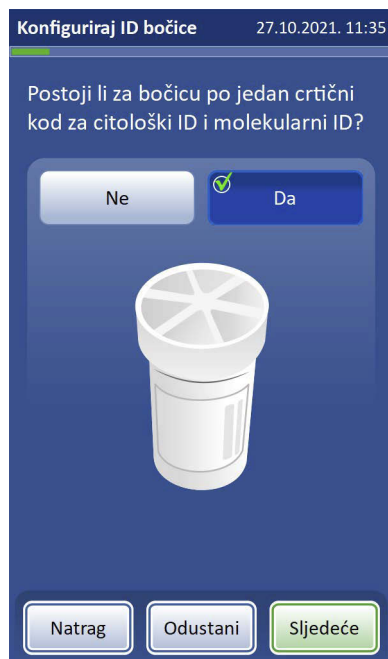 Konfiguriraj ID bočice 27.10.2021. 11:35
Postoji li za bočicu po jedan crtični
kod za citološki ID i molekularni ID?
Ne Da
Natrag Odustani Sljedeće